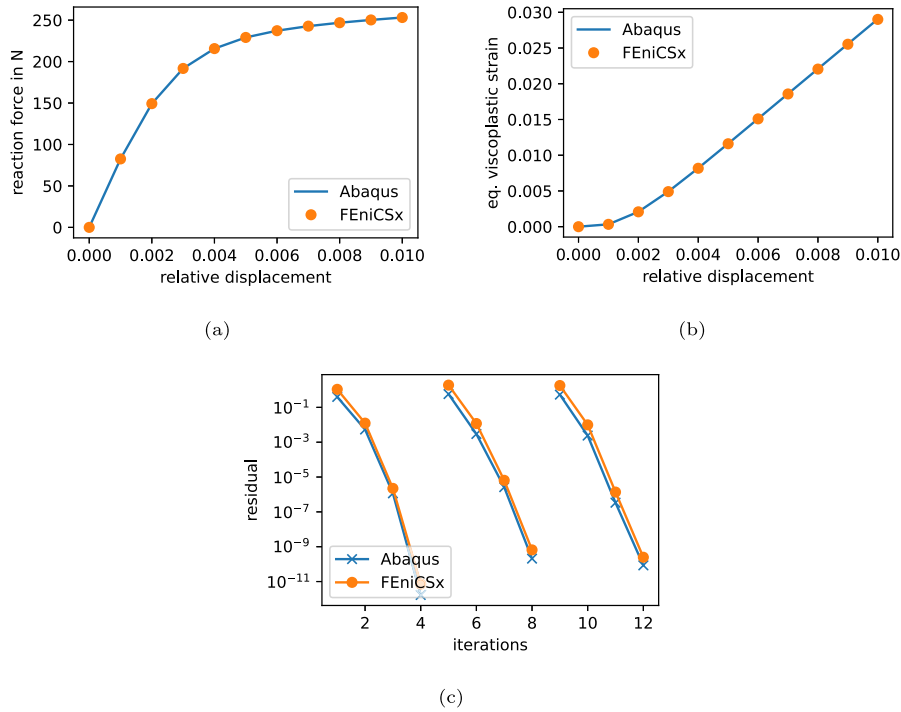 250
200
150
100
50
0
reaction force in N
Abaqus
FEniCSx
0.000 0.002 0.004 0.006 0.008 0.010
relative displacement
(a)
0.030
0.025
0.020
0.015
0.010
0.005
0.000
eq. viscoplastic strain
Abaqus
FEniCSx
0.000 0.002 0.004 0.006 0.008 0.010
relative displacement
(b)
10⁻¹
10⁻³
10⁻⁵
10⁻⁷
10⁻⁹
10⁻¹¹
residual
Abaqus
FEniCSx
2 4 6 8 10 12
iterations
(c)